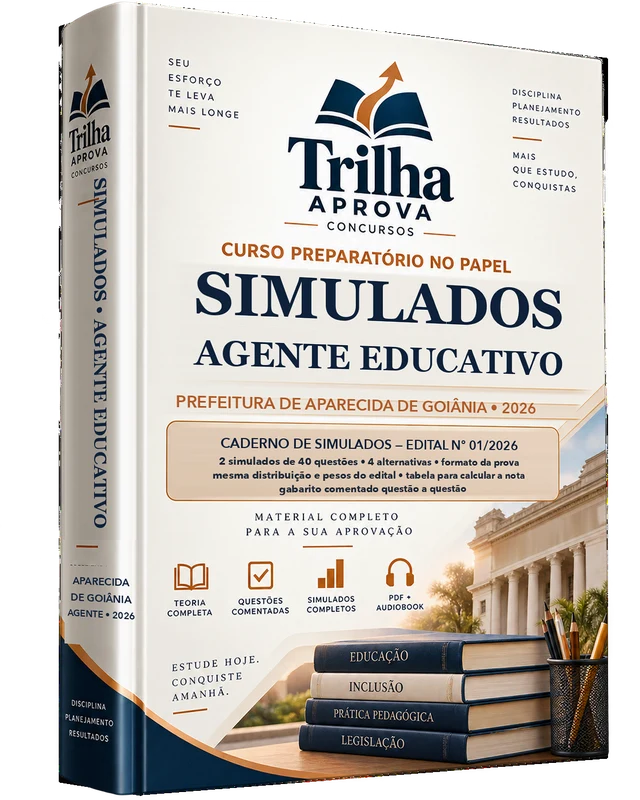 SEU
ESFORÇO
TE LEVA
MAIS LONGE
DISCIPLINA
PLANEJAMENTO
RESULTADOS
MAIS
QUE ESTUDO,
CONQUISTAS
Trilha
APROVA
CONCURSOS
CURSO PREPARATÓRIO NO PAPEL
SIMULADOS
AGENTE EDUCATIVO
PREFEITURA DE APARECIDA DE GOIÂNIA • 2026
CADERNO DE SIMULADOS – EDITAL Nº 01/2026
2 simulados de 40 questões • 4 alternativas • formato da prova
mesma distribuição e pesos do edital • tabela para calcular a nota
gabarito comentado questão a questão
MATERIAL COMPLETO
PARA A SUA APROVAÇÃO
TEORIA
COMPLETA
QUESTÕES
COMENTADAS
SIMULADOS
COMPLETOS
PDF +
AUDIOBOOK
ESTUDE HOJE.
CONQUISTE
AMANHÃ.
EDUCAÇÃO
INCLUSÃO
PRÁTICA PEDAGÓGICA
LEGISLAÇÃO
Trilha
APROVA
CONCURSOS
SIMULADOS • AGENTE EDUCATIVO
APARECIDA
DE GOIÂNIA
AGENTE • 2026
DISCIPLINA
PLANEJAMENTO
RESULTADOS